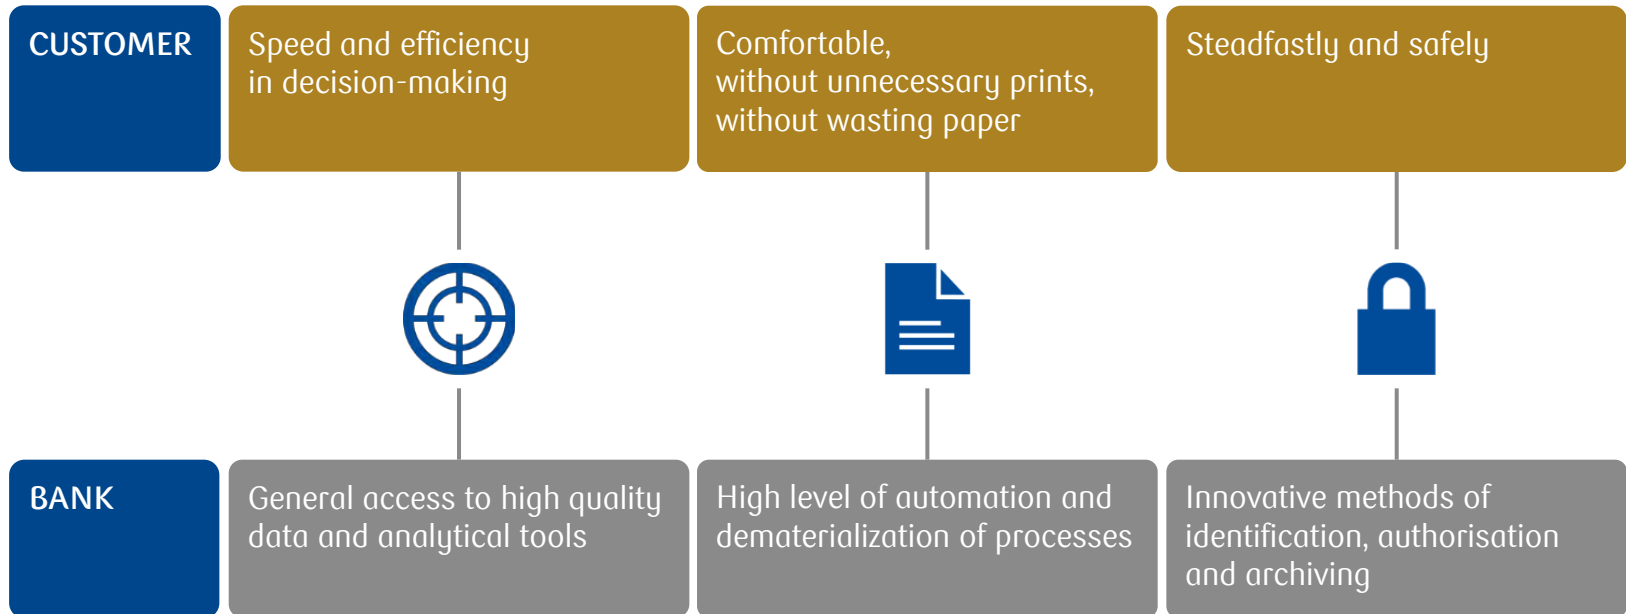 CUSTOMER
Speed and efficiency
in decision-making
Comfortable,
without unnecessary prints,
without wasting paper
Steadfastly and safely
BANK
General access to high quality
data and analytical tools
High level of automation and
dematerialization of processes
Innovative methods of
identification, authorisation
and archiving